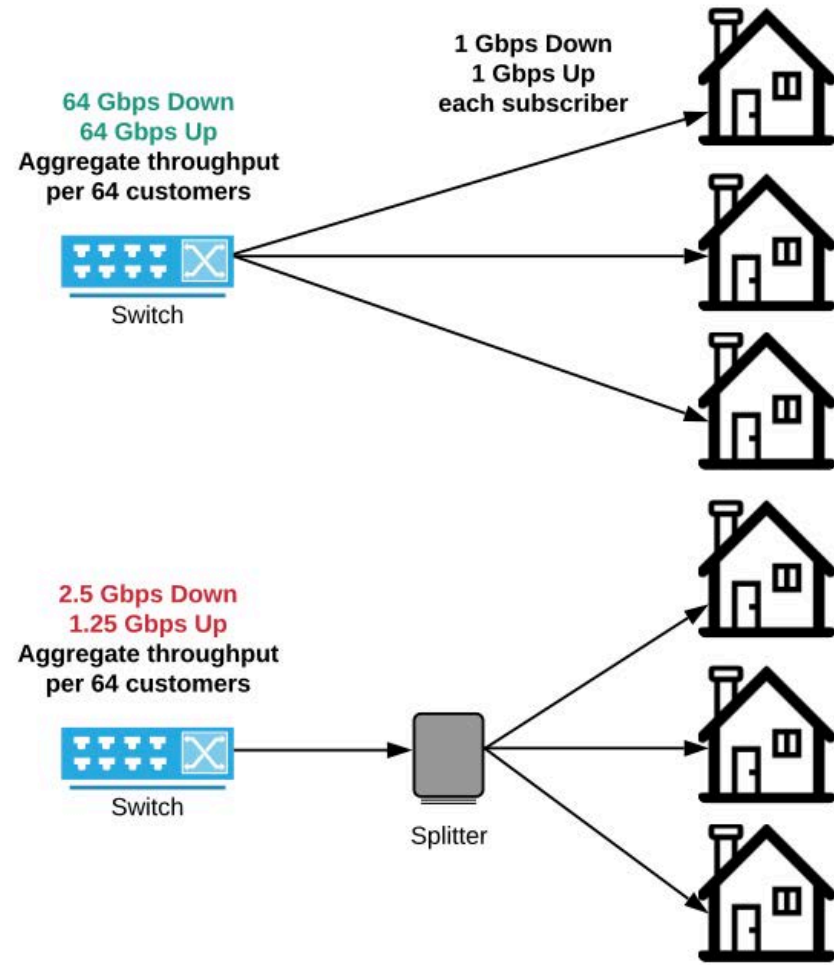 1 Gbps Down
1 Gbps Up
each subscriber
64 Gbps Down
64 Gbps Up
Aggregate throughput
per 64 customers
Switch
2.5 Gbps Down
1.25 Gbps Up
Aggregate throughput
per 64 customers
Switch
Splitter